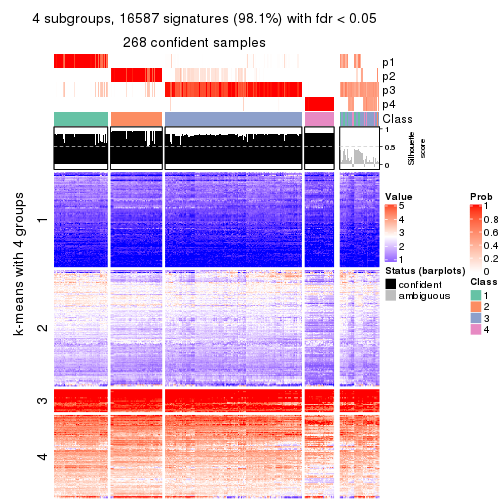 4 subgroups, 16587 signatures (98.1%) with fdr < 0.05
268 confident samples
p1
p2
p3
p4
Class
1
0.5
0
Silhouette
score
k-means with 4 groups
1
2
3
4
Value
5
4
3
2
1
Prob
1
0.8
0.6
0.4
0.2
0
Status (barplots)
confident
ambiguous
Class
1
2
3
4